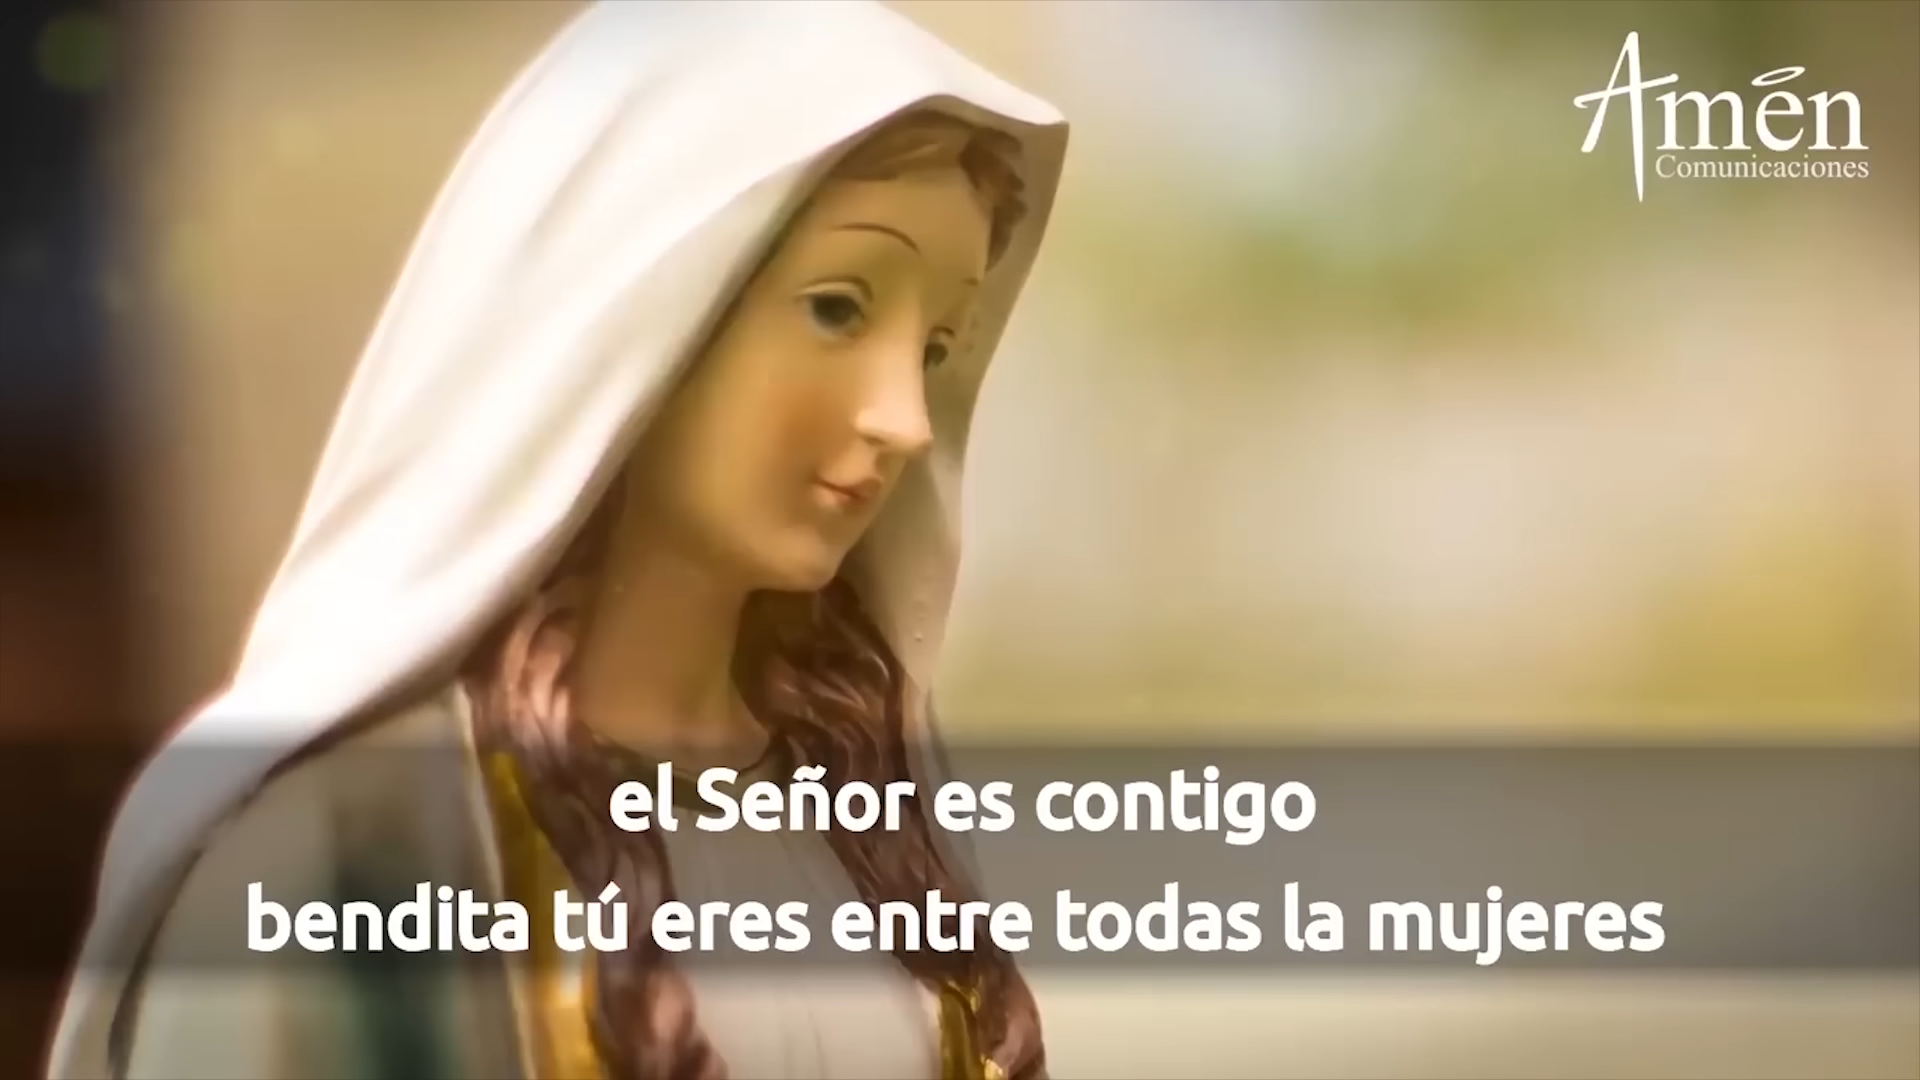 Amén
Comunicaciones
el Señor es contigo
bendita tú eres entre todas la mujeres